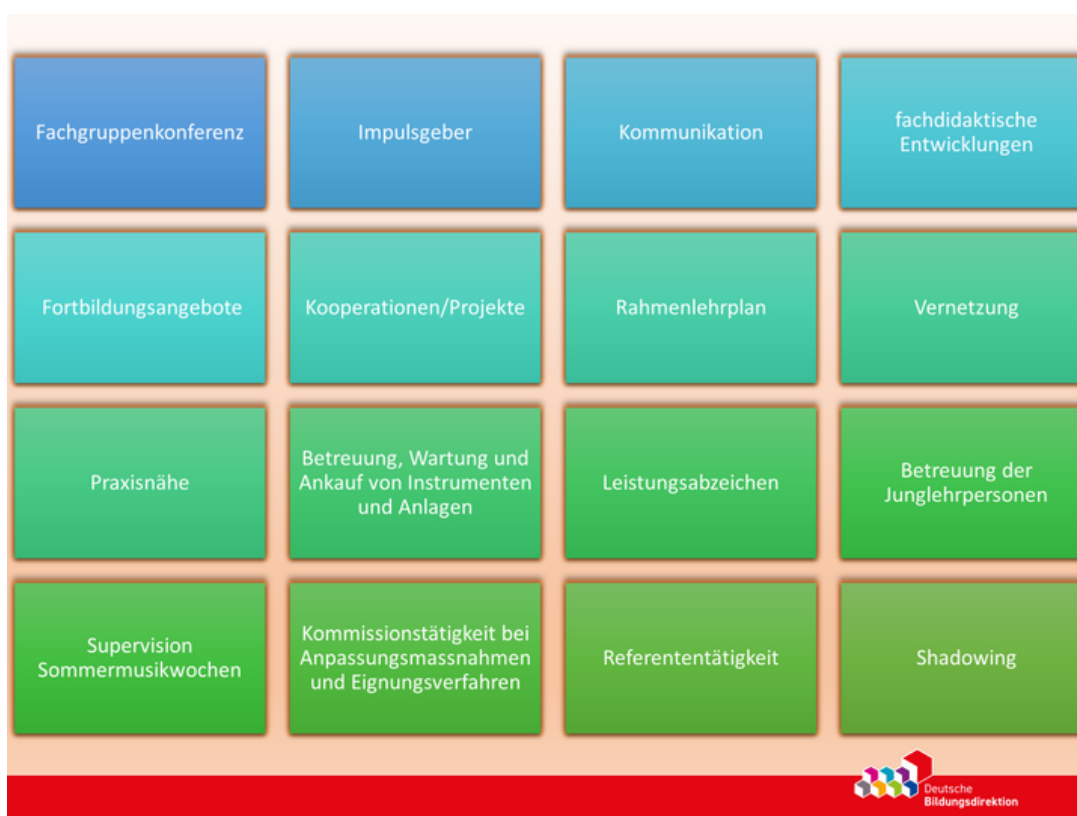 Fachgruppenkonferenz
Impulsgeber
Kommunikation
fachdidaktische
Entwicklungen
Fortbildungsangebote
Kooperationen/Projekte
Rahmenlehrplan
Vernetzung
Praxisnähe
Betreuung, Wartung und
Ankauf von Instrumenten
und Anlagen
Leistungsabzeichen
Betreuung der
Junglehrpersonen
Supervision
Sommermusikwochen
Kommissionstätigkeit bei
Anpassungsmassnahmen
und Eignungsverfahren
Referententätigkeit
Shadowing
Deutsche
Bildungsdirektion